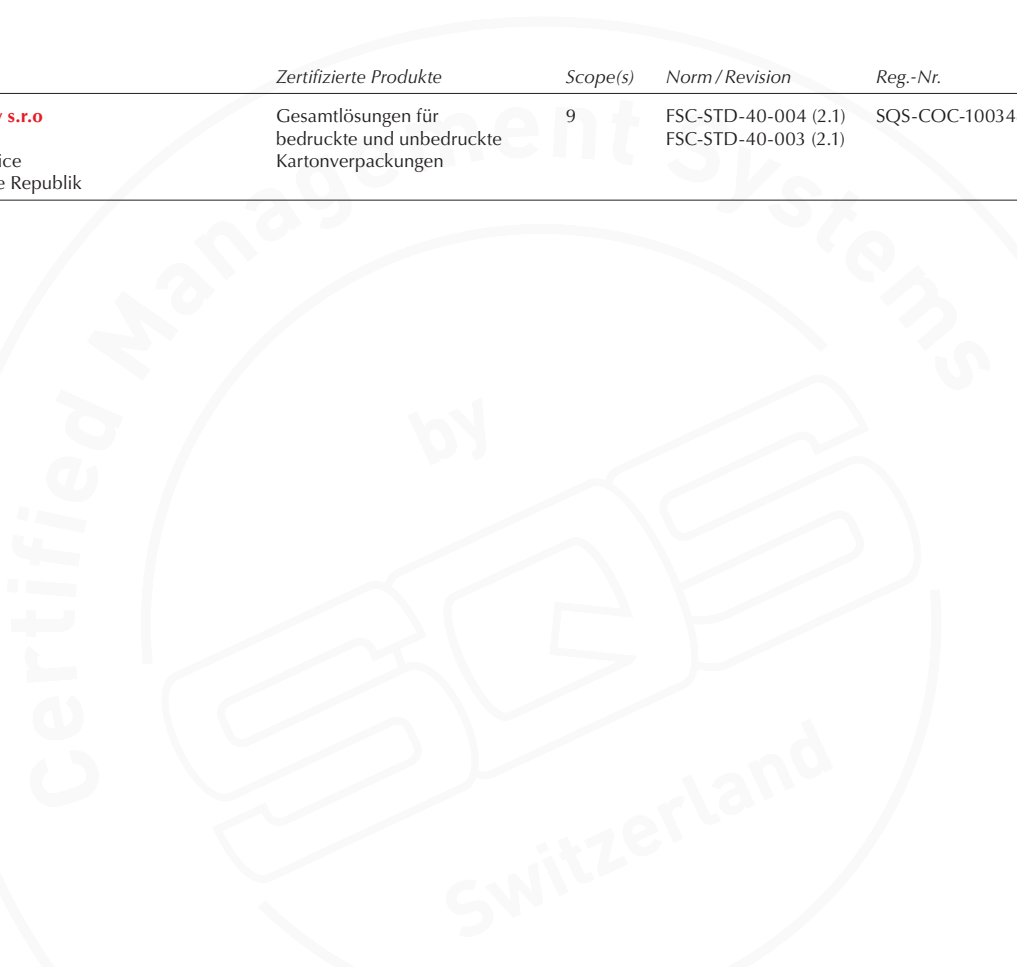 Zertifizierte Produkte Scope(s) Norm / Revision Reg.-Nr.
s.r.o Gesamtlösungen für 9 FSC-STD-40-004 (2.1) SQS-COC-10034
bedruckte und unbedruckte FSC-STD-40-003 (2.1)
Kartonverpackungen
Republik
Certified Management Systems
by
SQS
Switzerland